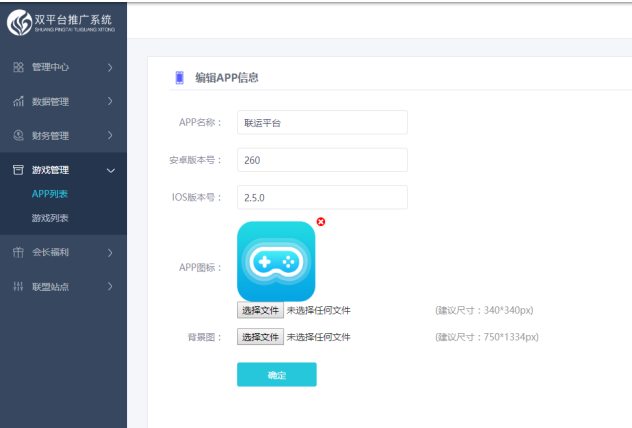 双平台推广系统
SHUANG PINGTAI TUIGUANG XITONG
管理中心
数据管理
财务管理
游戏管理
APP列表
游戏列表
会长福利
联盟站点
编辑APP信息
APP名称： 联运平台
安卓版本号： 260
IOS版本号： 2.5.0
APP图标：
选择文件 未选择任何文件 (建议尺寸：340*340px)
背景图： 选择文件 未选择任何文件 (建议尺寸：750*1334px)
确定